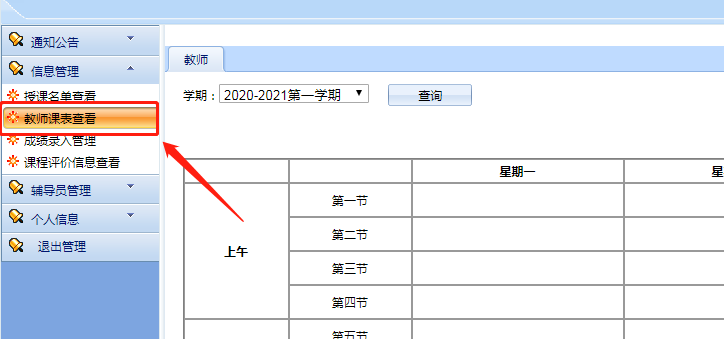 通知公告
信息管理
授课名单查看
教师课表查看
成绩录入管理
课程评价信息查看
辅导员管理
个人信息
退出管理
教师
学期： 2020-2021第一学期 查询
星期一 星
上午
第一节
第二节
第三节
第四节
第五节